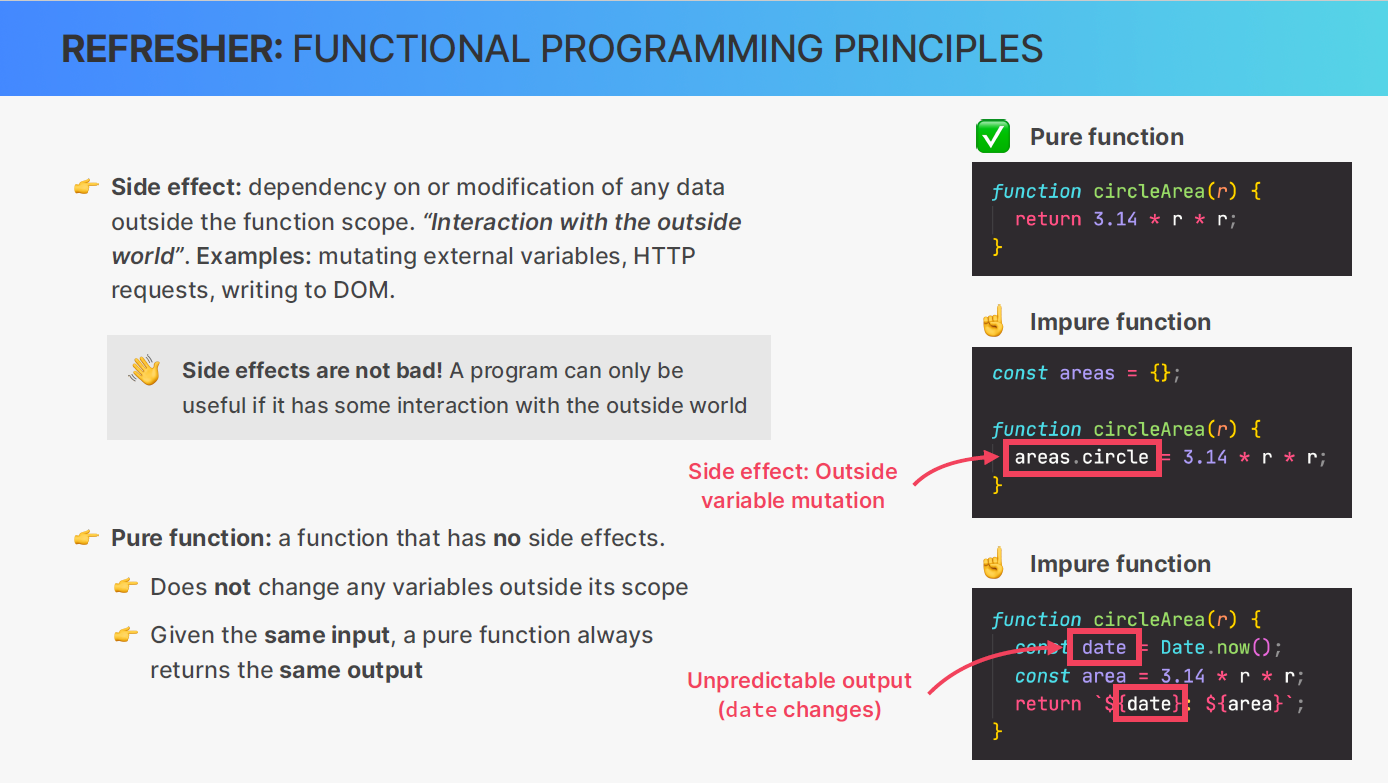 REFRESHER: FUNCTIONAL PROGRAMMING PRINCIPLES
Side effect: dependency on or modification of any data
outside the function scope. “Interaction with the outside
world”. Examples: mutating external variables, HTTP
requests, writing to DOM.
Side effects are not bad! A program can only be
useful if it has some interaction with the outside world
Pure function: a function that has no side effects.
Does not change any variables outside its scope
Given the same input, a pure function always
returns the same output
Pure function
function circleArea(r) {
return 3.14 * r * r;
}
Impure function
const areas = {};
function circleArea(r) {
areas.circle = 3.14 * r * r;
}
Side effect: Outside
variable mutation
Impure function
function circleArea(r) {
const date = Date.now();
const area = 3.14 * r * r;
return `${date}: ${area}`;
}
Unpredictable output
(date changes)